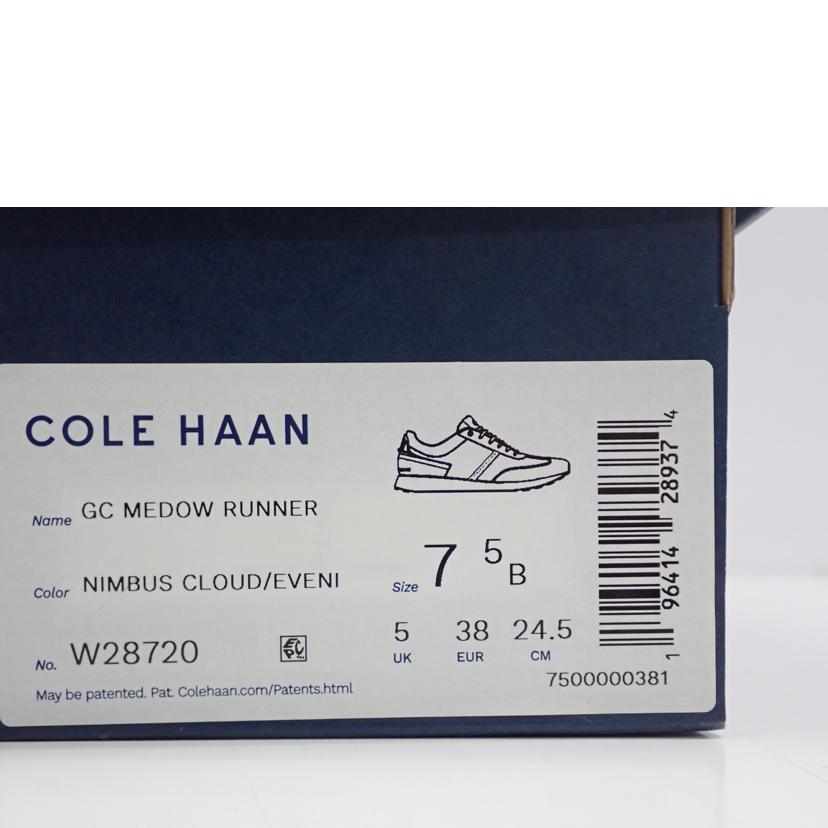 COLE HAAN
Name GC MEDOW RUNNER
Color NIMBUS CLOUD/EVENI
No. W28720
May be patented. Pat. Colehaan.com/Patents.html
Size 7 5 B
5 38 24.5
UK EUR CM
7500000381
1 96414 28937 4